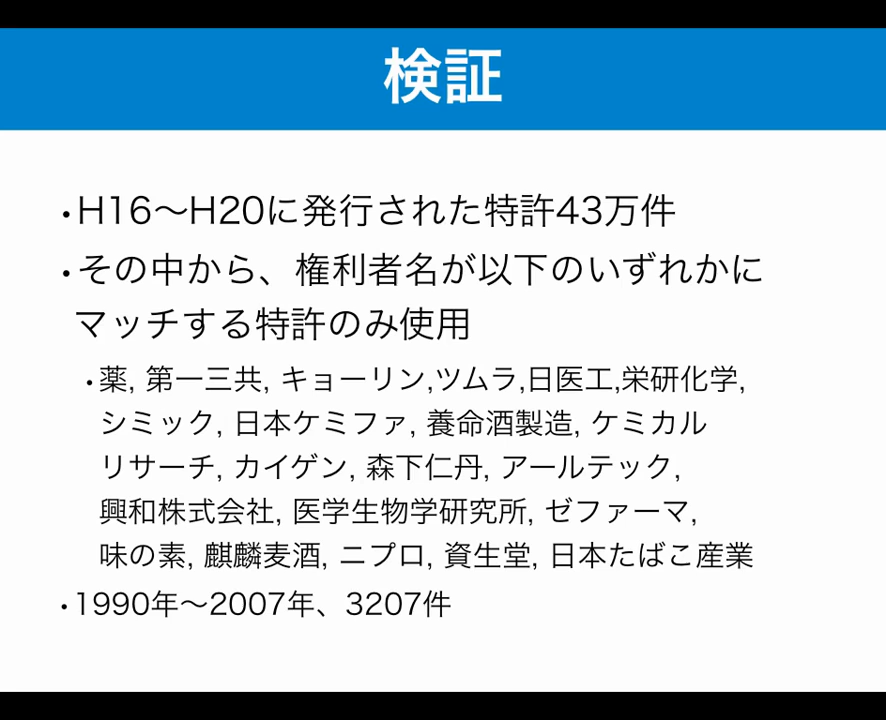 検証
・H16〜H20に発行された特許43万件
・その中から、権利者名が以下のいずれかに
マッチする特許のみ使用
・薬, 第一三共, キョーリン,ツムラ,日医工,栄研化学,
シミック, 日本ケミファ, 養命酒製造, ケミカル
リサーチ, カイゲン, 森下仁丹, アールテック,
興和株式会社, 医学生物学研究所, ゼファーマ,
味の素, 麒麟麦酒, ニプロ, 資生堂, 日本たばこ産業
・1990年〜2007年、3207件